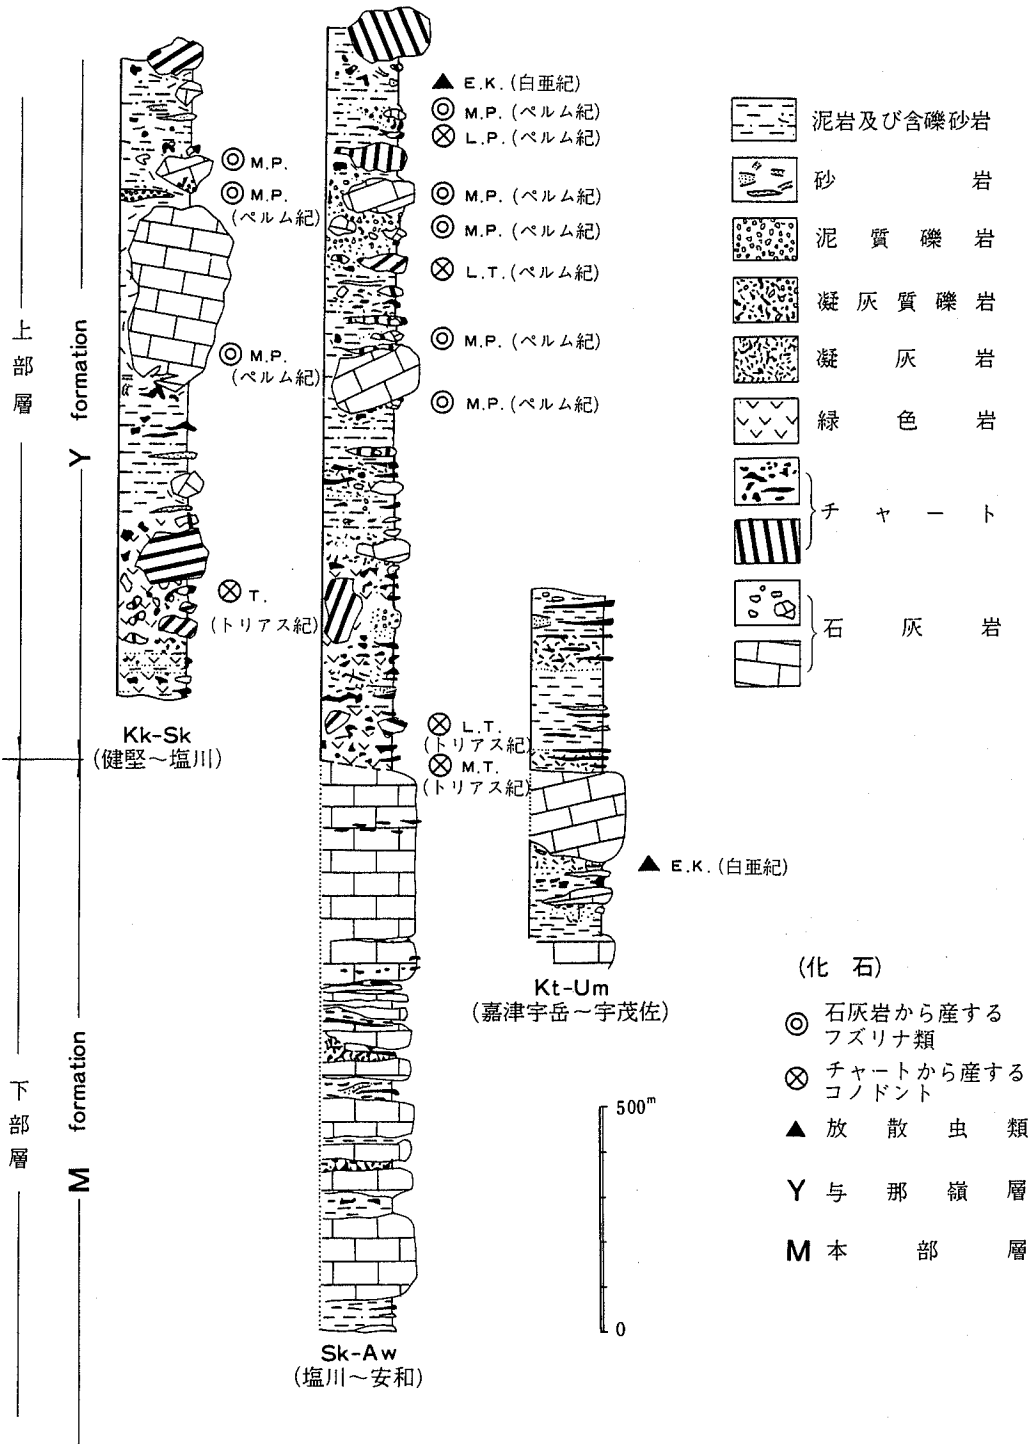 上部層
Y formation
下部層
M formation
M.P.
M.P.
(ペルム紀)
M.P.
(ペルム紀)
T.
(トリアス紀)
Kk-Sk
(健堅～塩川)
▲ E.K. (白亜紀)
◎ M.P. (ペルム紀)
⊗ L.P. (ペルム紀)
◎ M.P. (ペルム紀)
◎ M.P. (ペルム紀)
⊗ L.T. (ペルム紀)
◎ M.P. (ペルム紀)
◎ M.P. (ペルム紀)
⊗ L.T.
(トリアス紀)
⊗ M.T.
(トリアス紀)
Sk-Aw
(塩川～安和)
▲ E.K. (白亜紀)
Kt-Um
(嘉津宇岳～宇茂佐)
500m
0
泥岩及び含礫砂岩
砂岩
泥質礫岩
凝灰質礫岩
凝灰岩
緑色岩
チャート
石灰岩
(化石)
◎ 石灰岩から産する
フズリナ類
⊗ チャートから産する
コノドント
▲ 放散虫類
Y 与那嶺層
M 本部層